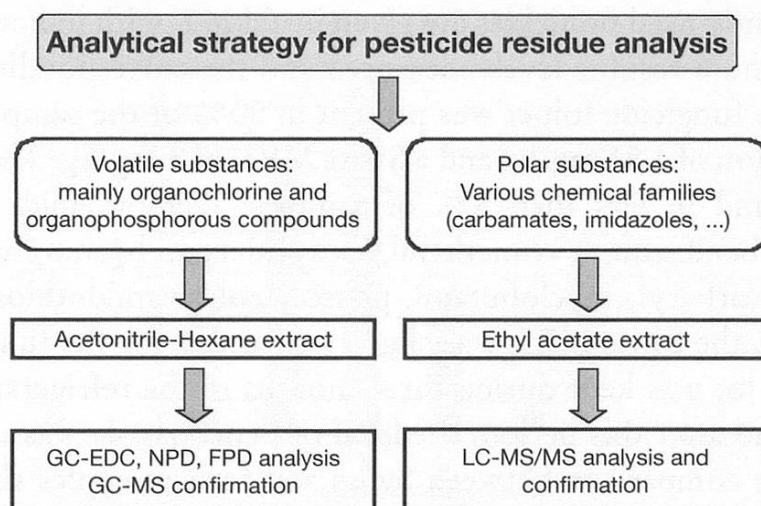 Analytical strategy for pesticide residue analysis
Volatile substances:
mainly organochlorine and
organophosphorous compounds
Polar substances:
Various chemical families
(carbamates, imidazoles, ...)
Acetonitrile-Hexane extract
Ethyl acetate extract
GC-EDC, NPD, FPD analysis
GC-MS confirmation
LC-MS/MS analysis and
confirmation